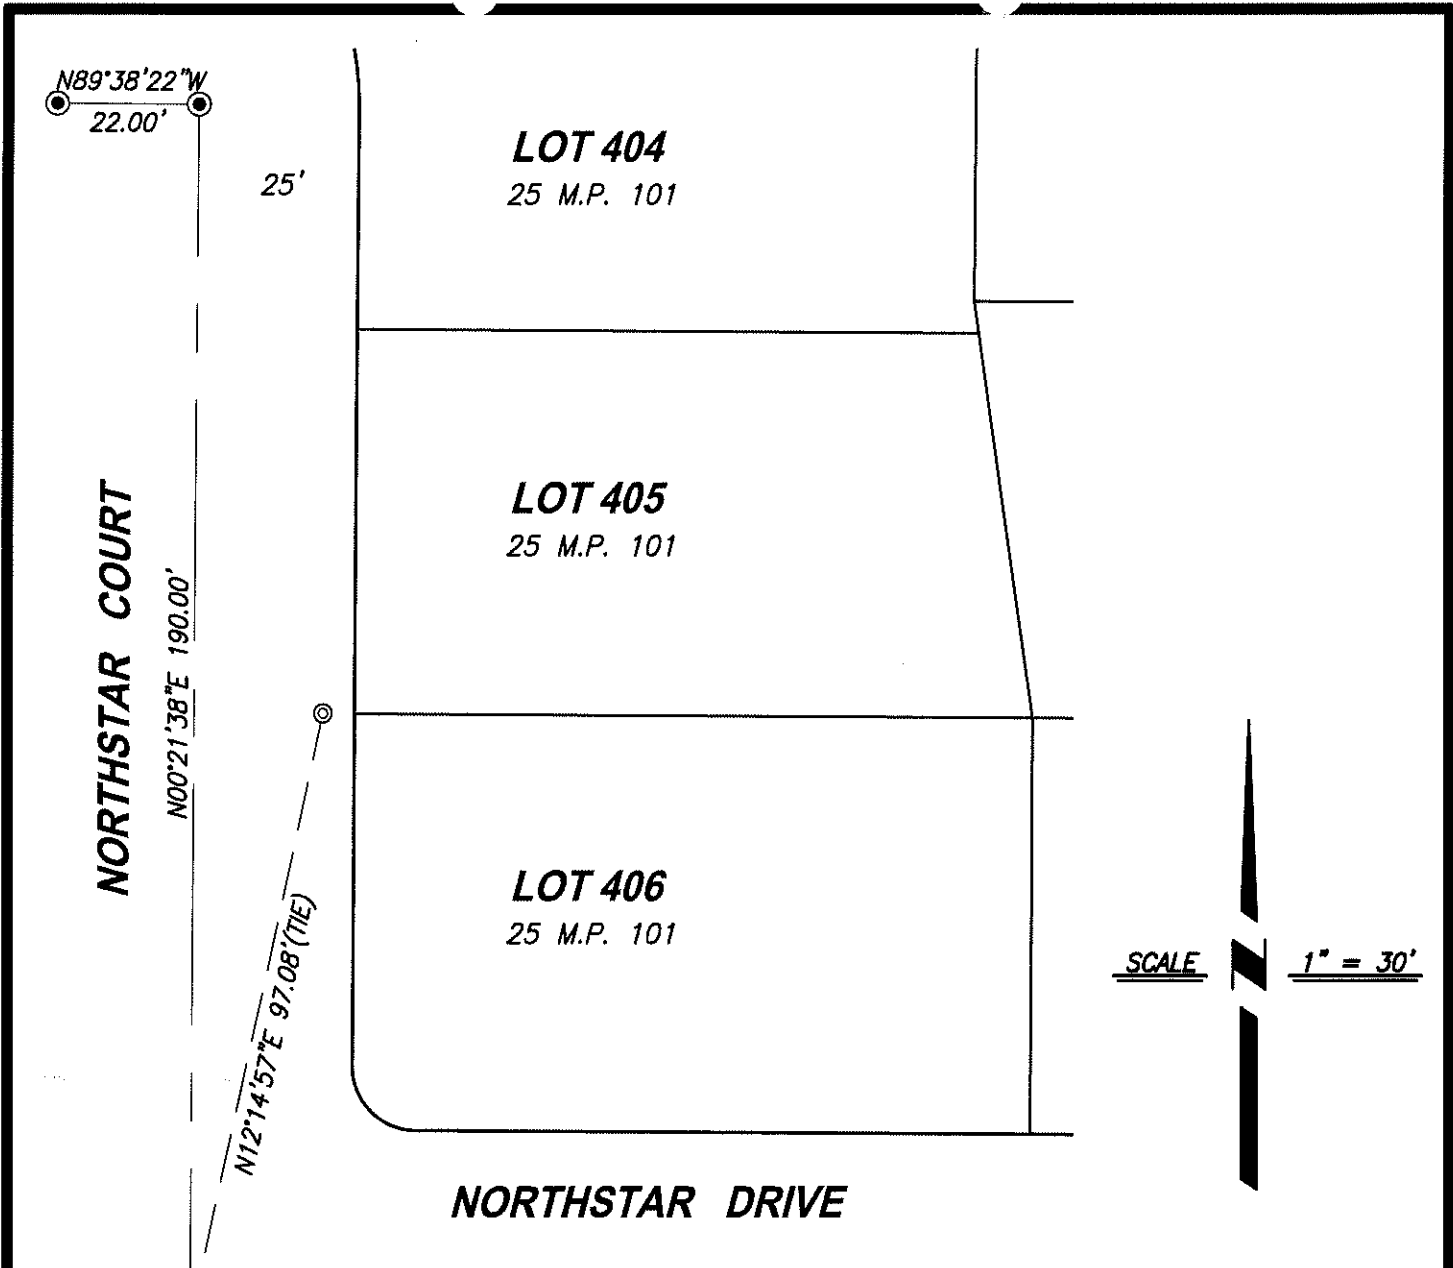 N89°38'22"W
22.00'
25'
LOT 404
25 M.P. 101
LOT 405
25 M.P. 101
NORTHSTAR COURT
N00°21'38"E 190.00'
LOT 406
25 M.P. 101
N12°14'57"E 97.08'(TIE)
SCALE N 1" = 30'
NORTHSTAR DRIVE